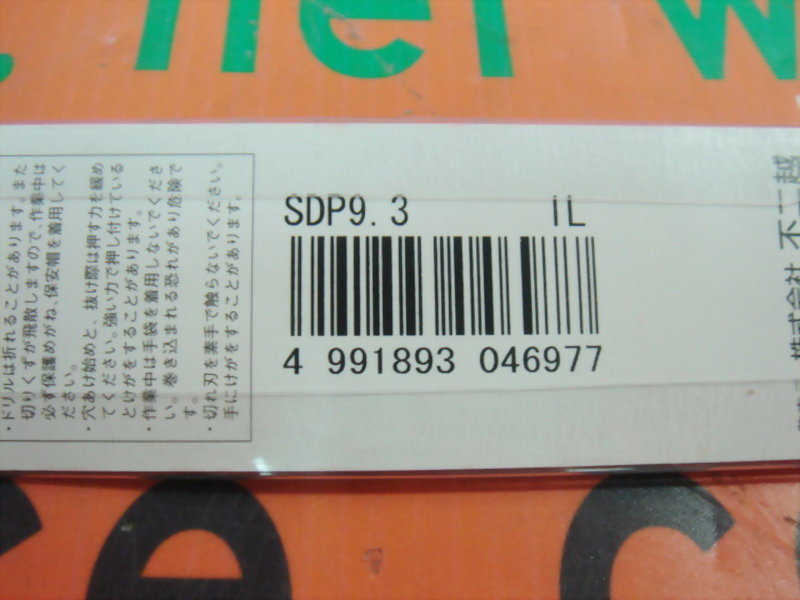 SDP9.3 IL
4 991893 046977
・ドリルは折れることがあります。また
切りくずが飛散しますので、作業中は
必ず保護めがね、保安帽を着用してく
ださい。
・穴あけ始めと、抜け際は押す力を緩め
てください。強い力で押し付けている
とけがをすることがあります。
・作業中は手袋を着用しないでくださ
い。巻き込まれる恐れがあり危険で
す。
・切れ刃を素手で触らないでください。
手にけがをすることがあります。
株式会社 不二越